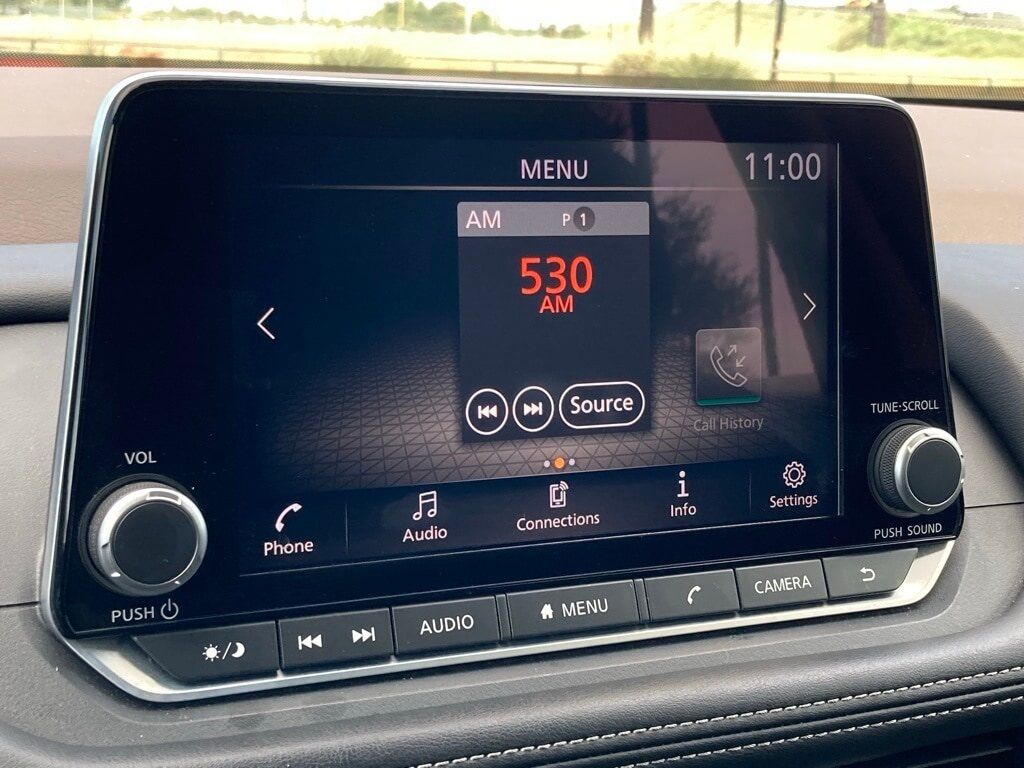 MENU
11:00
AM P 1
530
AM
Source
Call History
TUNE·SCROLL
VOL
Phone
Audio
Connections
Info
Settings
PUSH
PUSH SOUND
AUDIO
MENU
CAMERA